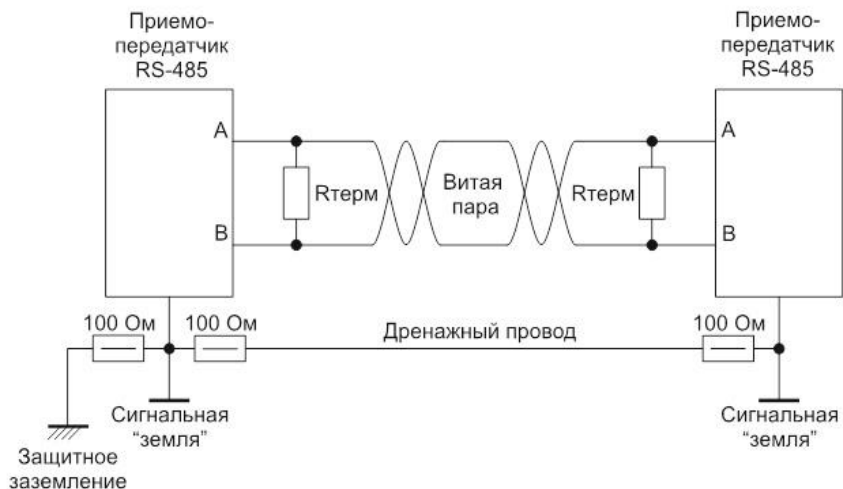 Приемо-
передатчик
RS-485
Приемо-
передатчик
RS-485
A
A
Rтерм
Витая
пара
Rтерм
B
B
100 Ом
100 Ом
Дренажный провод
100 Ом
Сигнальная
“земля”
Сигнальная
“земля”
Защитное
заземление